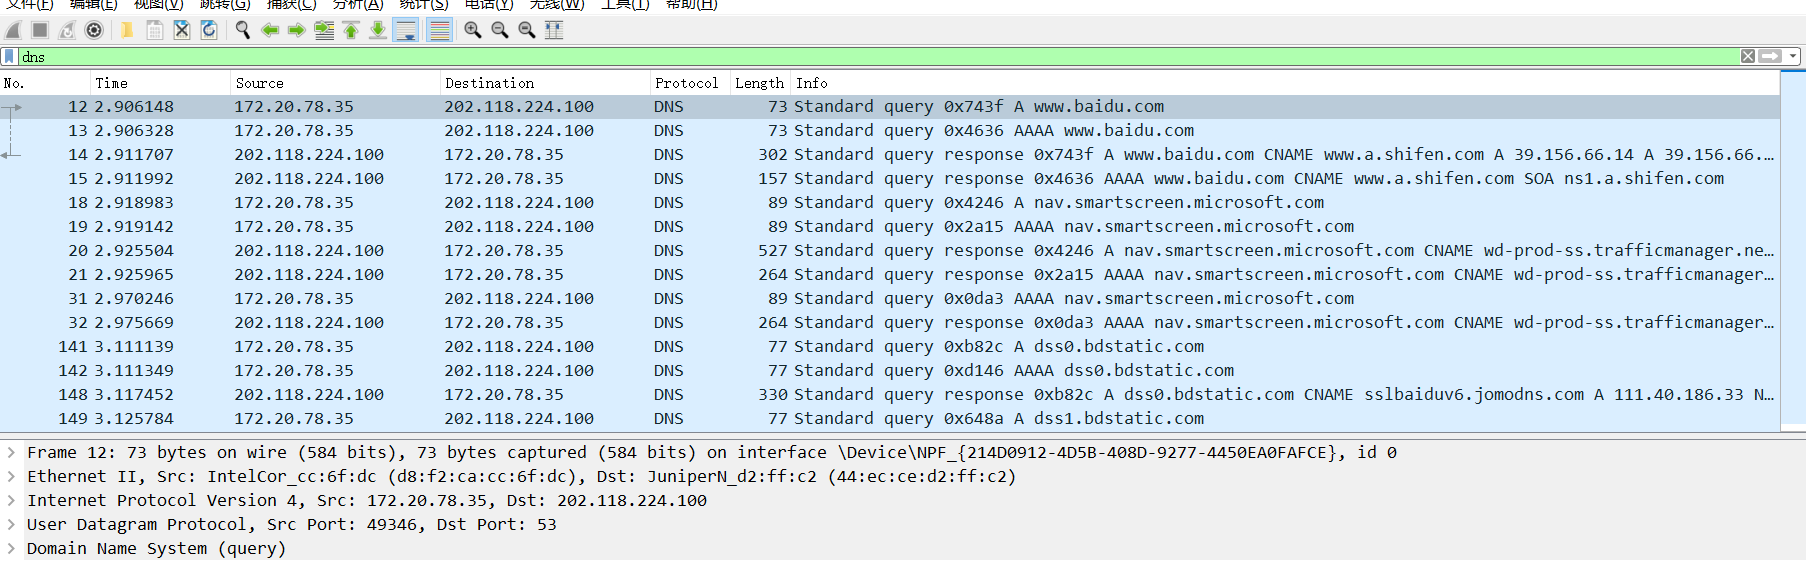 文件(F) 编辑(E) 视图(V) 跳转(G) 捕获(C) 分析(A) 统计(S) 电话(Y) 无线(W) 工具(T) 帮助(H)
dns
No. Time Source Destination Protocol Length Info
12 2.906148 172.20.78.35 202.118.224.100 DNS 73 Standard query 0x743f A www.baidu.com
13 2.906328 172.20.78.35 202.118.224.100 DNS 73 Standard query 0x4636 AAAA www.baidu.com
14 2.911707 202.118.224.100 172.20.78.35 DNS 302 Standard query response 0x743f A www.baidu.com CNAME www.a.shifen.com A 39.156.66.14 A 39.156.66.…
15 2.911992 202.118.224.100 172.20.78.35 DNS 157 Standard query response 0x4636 AAAA www.baidu.com CNAME www.a.shifen.com SOA ns1.a.shifen.com
18 2.918983 172.20.78.35 202.118.224.100 DNS 89 Standard query 0x4246 A nav.smartscreen.microsoft.com
19 2.919142 172.20.78.35 202.118.224.100 DNS 89 Standard query 0x2a15 AAAA nav.smartscreen.microsoft.com
20 2.925504 202.118.224.100 172.20.78.35 DNS 527 Standard query response 0x4246 A nav.smartscreen.microsoft.com CNAME wd-prod-ss.trafficmanager.ne…
21 2.925965 202.118.224.100 172.20.78.35 DNS 264 Standard query response 0x2a15 AAAA nav.smartscreen.microsoft.com CNAME wd-prod-ss.trafficmanager…
31 2.970246 172.20.78.35 202.118.224.100 DNS 89 Standard query 0x0da3 AAAA nav.smartscreen.microsoft.com
32 2.975669 202.118.224.100 172.20.78.35 DNS 264 Standard query response 0x0da3 AAAA nav.smartscreen.microsoft.com CNAME wd-prod-ss.trafficmanager…
141 3.111139 172.20.78.35 202.118.224.100 DNS 77 Standard query 0xb82c A dss0.bdstatic.com
142 3.111349 172.20.78.35 202.118.224.100 DNS 77 Standard query 0xd146 AAAA dss0.bdstatic.com
148 3.117452 202.118.224.100 172.20.78.35 DNS 330 Standard query response 0xb82c A dss0.bdstatic.com CNAME sslbaiduv6.jomodns.com A 111.40.186.33 N…
149 3.125784 172.20.78.35 202.118.224.100 DNS 77 Standard query 0x648a A dss1.bdstatic.com
Frame 12: 73 bytes on wire (584 bits), 73 bytes captured (584 bits) on interface \Device\NPF_{214D0912-4D5B-408D-9277-4450EA0FAFCE}, id 0
Ethernet II, Src: IntelCor_cc:6f:dc (d8:f2:ca:cc:6f:dc), Dst: JuniperN_d2:ff:c2 (44:ec:ce:d2:ff:c2)
Internet Protocol Version 4, Src: 172.20.78.35, Dst: 202.118.224.100
User Datagram Protocol, Src Port: 49346, Dst Port: 53
Domain Name System (query)